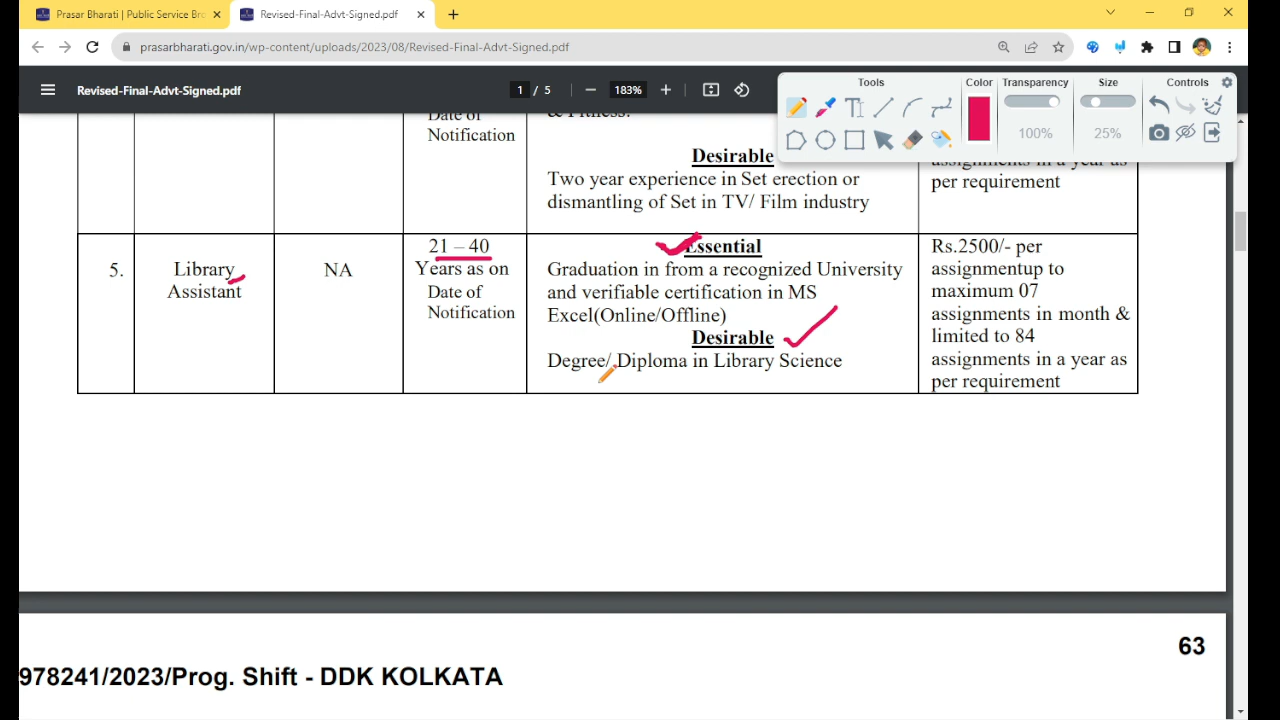 Prasar Bharati | Public Service Bro
Revised-Final-Advt-Signed.pdf
prasarbharati.gov.in/wp-content/uploads/2023/08/Revised-Final-Advt-Signed.pdf
Revised-Final-Advt-Signed.pdf
1 / 5
183%
Tools
Color
Transparency
Size
Controls
100%
25%
Date of
Notification
& Fitness.
Desirable
Two year experience in Set erection or
dismantling of Set in TV/ Film industry
assignments in a year as
per requirement
5.
Library
Assistant
NA
21 – 40
Years as on
Date of
Notification
Essential
Graduation in from a recognized University
and verifiable certification in MS
Excel(Online/Offline)
Desirable
Degree/ Diploma in Library Science
Rs.2500/- per
assignmentup to
maximum 07
assignments in month &
limited to 84
assignments in a year as
per requirement
63
978241/2023/Prog. Shift - DDK KOLKATA